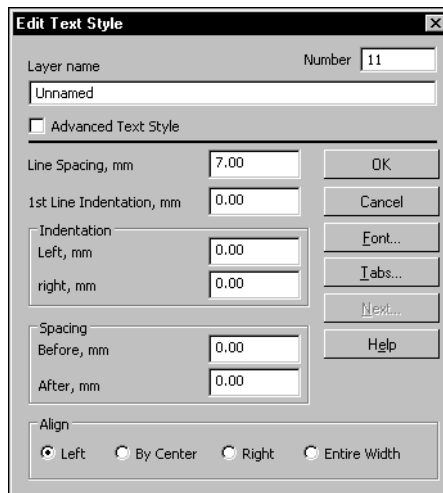 Edit Text Style
Number 11
Layer name
Unnamed
Advanced Text Style
Line Spacing, mm 7.00 OK
1st Line Indentation, mm 0.00 Cancel
Indentation Font...
Left, mm 0.00
Tabs...
right, mm 0.00
Next...
Spacing
Before, mm 0.00 Help
After, mm 0.00
Align
Left By Center Right Entire Width